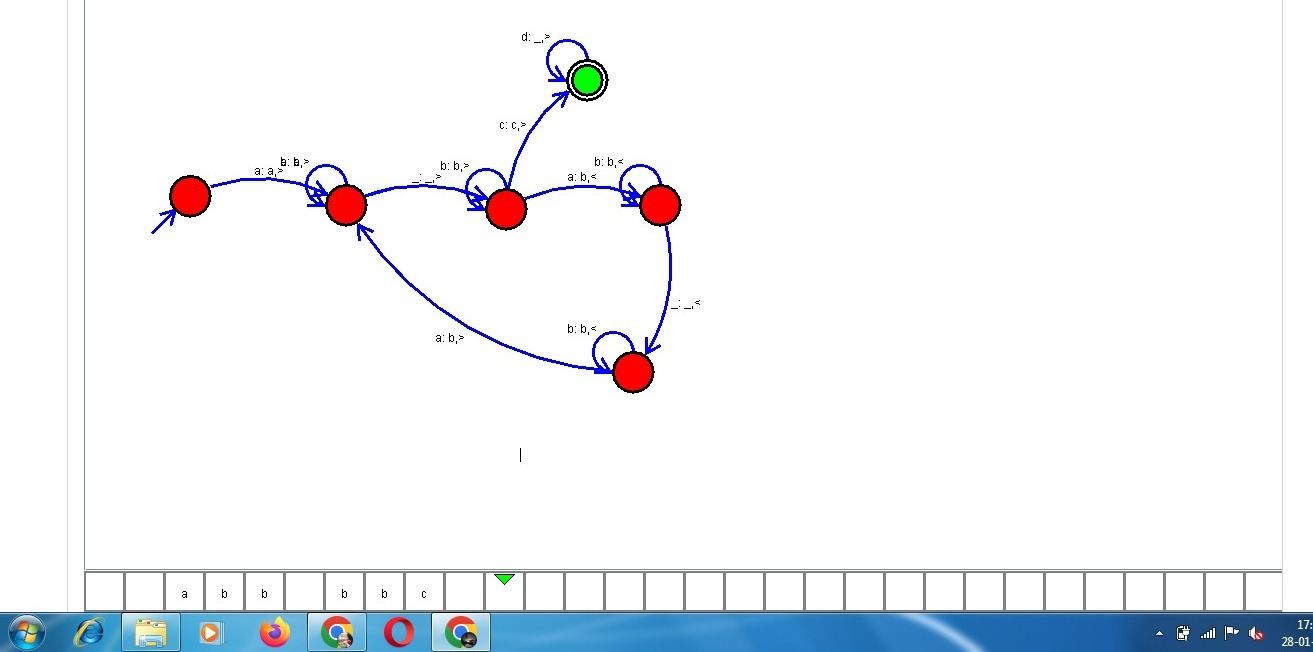 d: _,>
c: c,>
a: a,>
b: b,>
b: b,<
_: _,>
a: b,<
_: _,<
b: b,<
a: b,>
a b b b b c
17:
28-01